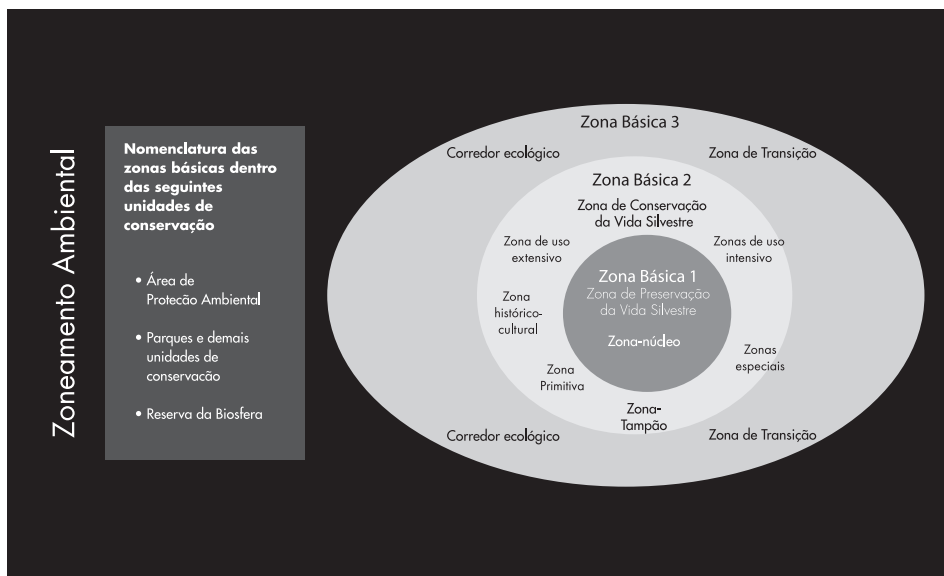 Zoneamento Ambiental
Nomenclatura das
zonas básicas dentro
das seguintes
unidades de
conservação
• Área de
Protecão Ambiental
• Parques e demais
unidades de
conservacão
• Reserva da Biosfera
Zona Básica 3
Corredor ecológico
Zona de Transição
Zona Básica 2
Zona de Conservação
da Vida Silvestre
Zona de uso
extensivo
Zonas de uso
intensivo
Zona Básica 1
Zona de Preservação
da Vida Silvestre
Zona-núcleo
Zona
histórico-
cultural
Zonas
especiais
Zona
Primitiva
Zona-
Tampão
Corredor ecológico
Zona de Transição